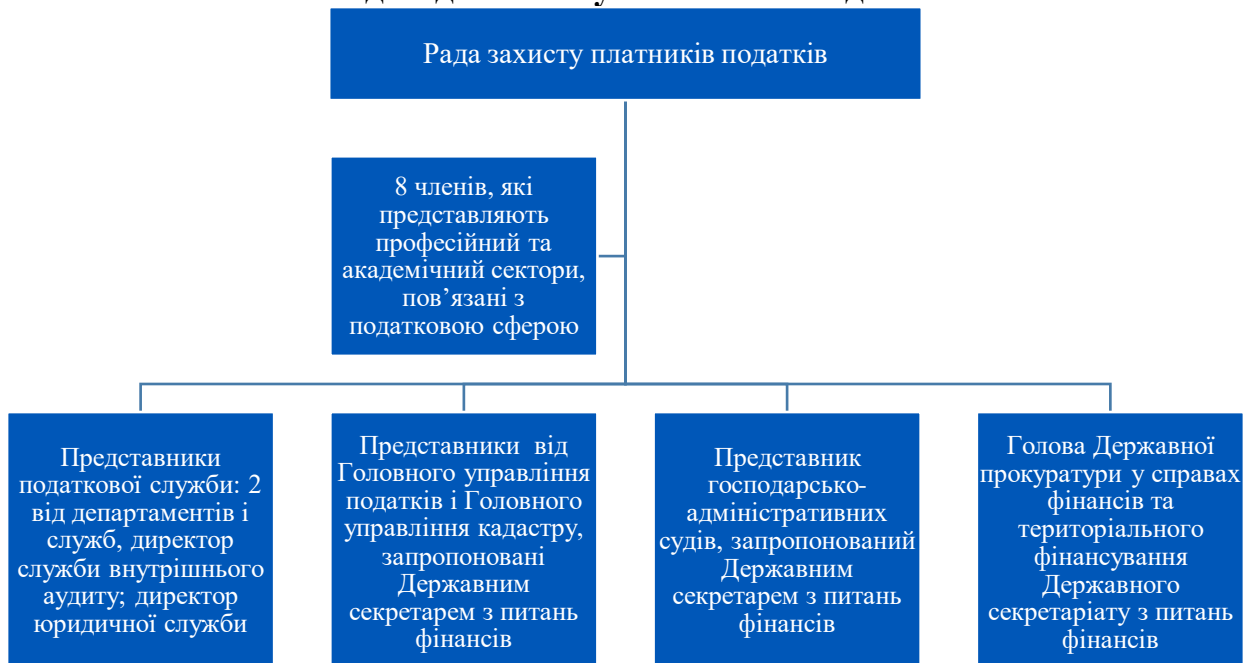 Рада захисту платників податків
8 членів, які
представляють
професійний та
академічний сектори,
пов’язані з
податковою сферою
Представники
податкової служби: 2
від департаментів і
служб, директор
служби внутрішнього
аудиту; директор
юридичної служби
Представники від
Головного управління
податків і Головного
управління кадастру,
запропоновані
Державним
секретарем з питань
фінансів
Представник
господарсько-
адміністративних
судів, запропонований
Державним
секретарем з питань
фінансів
Голова Державної
прокуратури у справах
фінансів та
територіального
фінансування
Державного
секретаріату з питань
фінансів